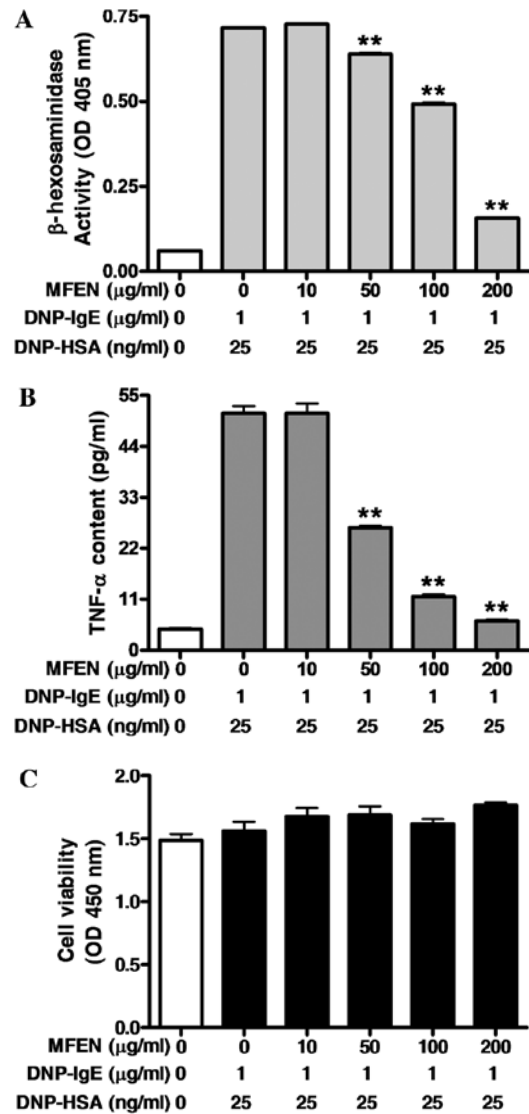 A
β-hexosaminidase
Activity (OD 405 nm)
0.75
0.50
0.25
0.00
** ** **
MFEN (μg/ml) 0 0 10 50 100 200
DNP-IgE (μg/ml) 0 1 1 1 1 1
DNP-HSA (ng/ml) 0 25 25 25 25 25
B
TNF-α content (pg/ml)
55
44
33
22
11
0
** ** **
MFEN (μg/ml) 0 0 10 50 100 200
DNP-IgE (μg/ml) 0 1 1 1 1 1
DNP-HSA (ng/ml) 0 25 25 25 25 25
C
Cell viability
(OD 450 nm)
2.0
1.5
1.0
0.5
0.0
MFEN (μg/ml) 0 0 10 50 100 200
DNP-IgE (μg/ml) 0 1 1 1 1 1
DNP-HSA (ng/ml) 0 25 25 25 25 25